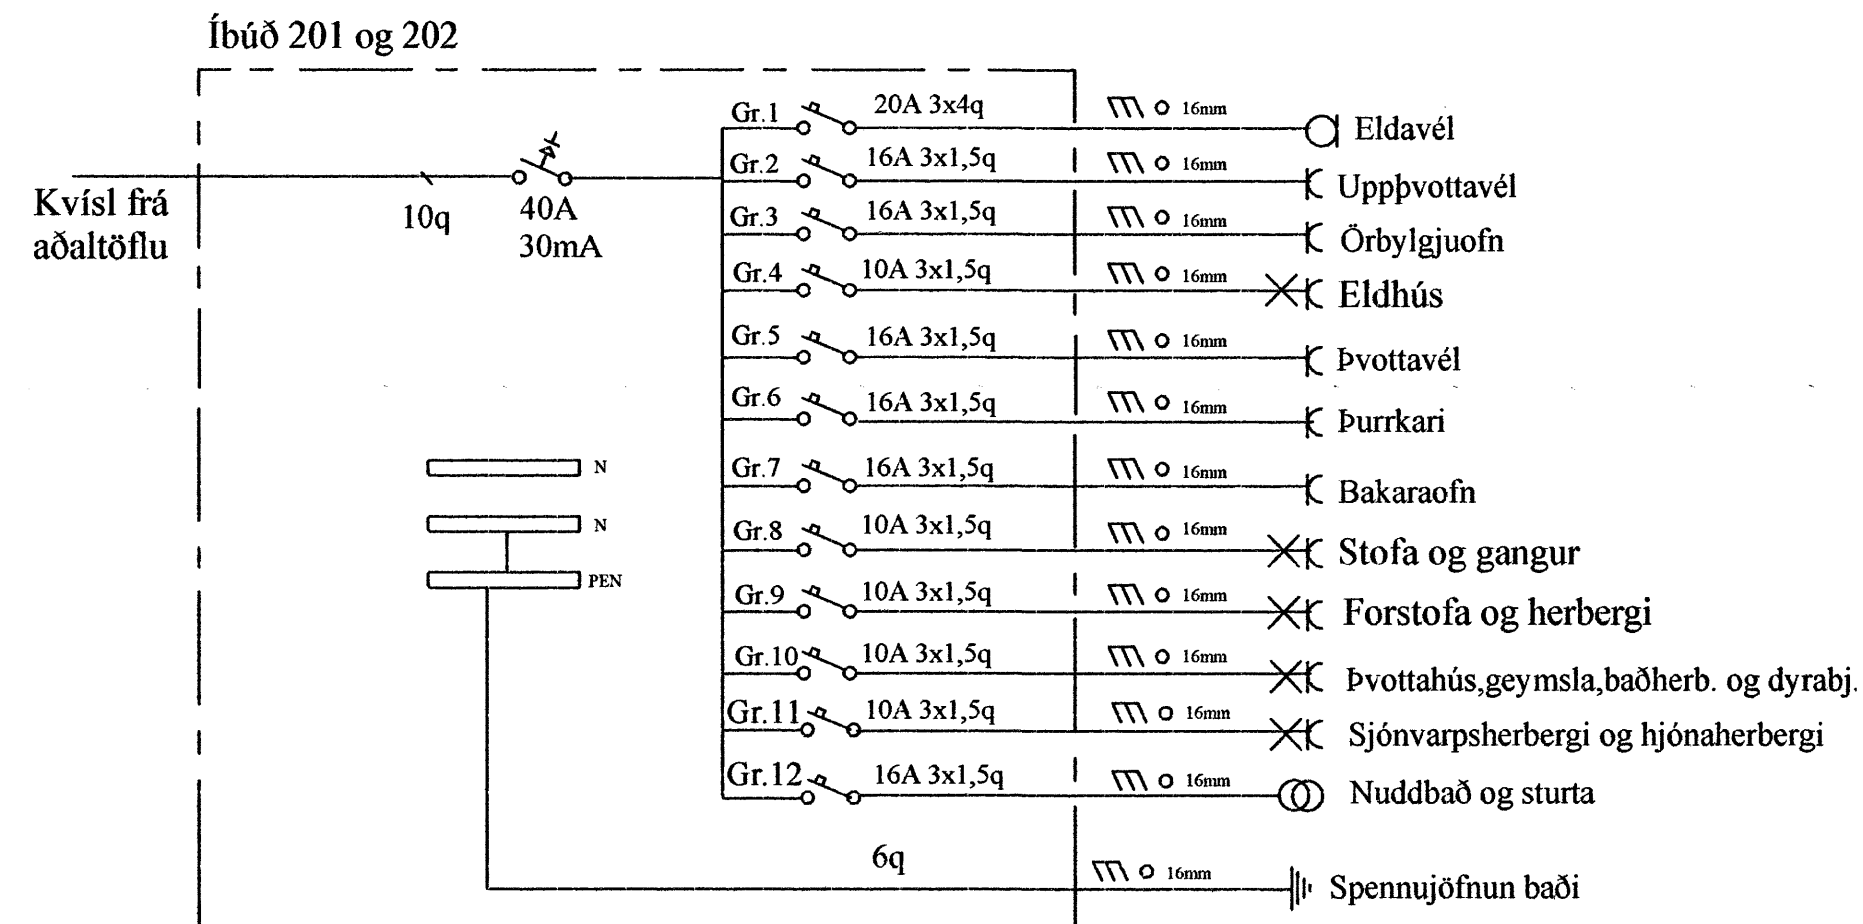 Íbúð 201 og 202
Kvísl frá
aðaltöflu
10q
40A
30mA
Gr.1 20A 3x4q 16mm Eldavél
Gr.2 16A 3x1,5q 16mm Uppþvottavél
Gr.3 16A 3x1,5q 16mm Örbylgjuofn
Gr.4 10A 3x1,5q 16mm Eldhús
Gr.5 16A 3x1,5q 16mm Þvottavél
Gr.6 16A 3x1,5q 16mm Þurrkari
Gr.7 16A 3x1,5q 16mm Bakaraofn
Gr.8 10A 3x1,5q 16mm Stofa og gangur
Gr.9 10A 3x1,5q 16mm Forstofa og herbergi
Gr.10 10A 3x1,5q 16mm Þvottahús,geymsla,baðherb. og dyrabj.
Gr.11 10A 3x1,5q 16mm Sjónvarpsherbergi og hjónaherbergi
Gr.12 16A 3x1,5q 16mm Nuddbað og sturta
N
N
PEN
6q 16mm Spennujöfnun baði